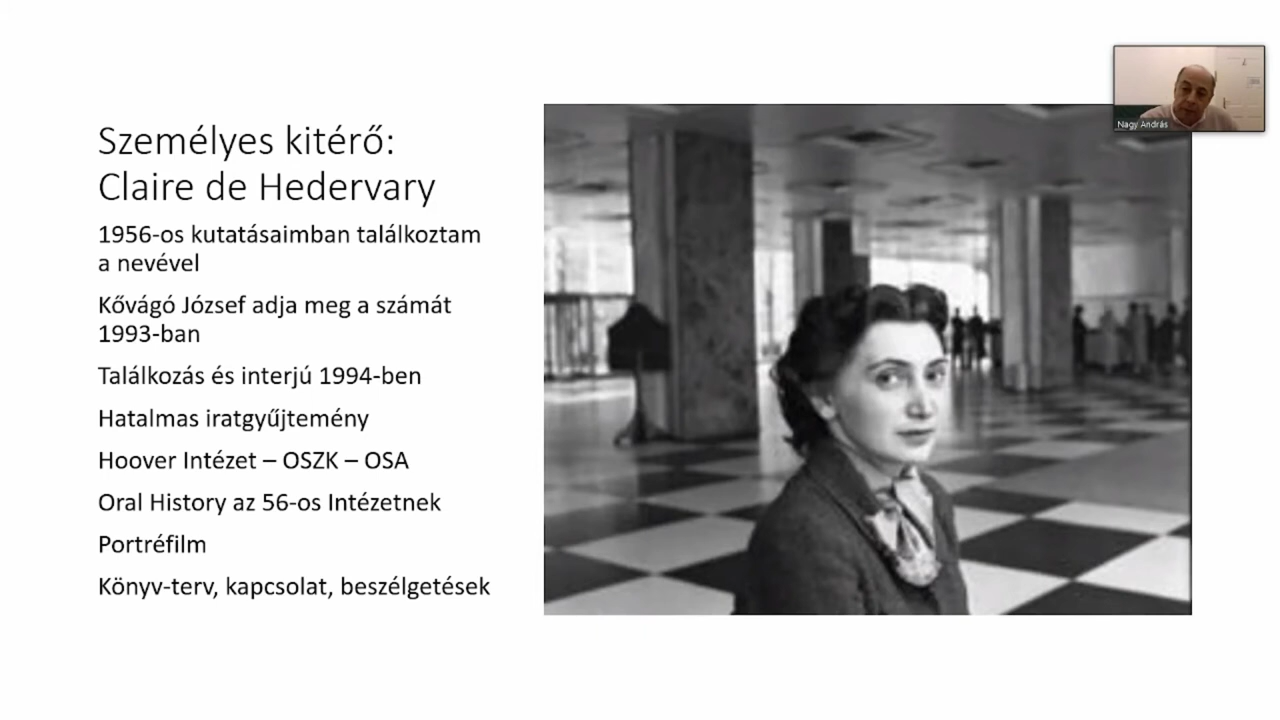 Személyes kitérő:
Claire de Hedervary
1956-os kutatásaimban találkoztam
a nevével
Kővágó József adja meg a számát
1993-ban
Találkozás és interjú 1994-ben
Hatalmas iratgyűjtemény
Hoover Intézet – OSZK – OSA
Oral History az 56-os Intézetnek
Portréfilm
Könyv-terv, kapcsolat, beszélgetések
Nagy András